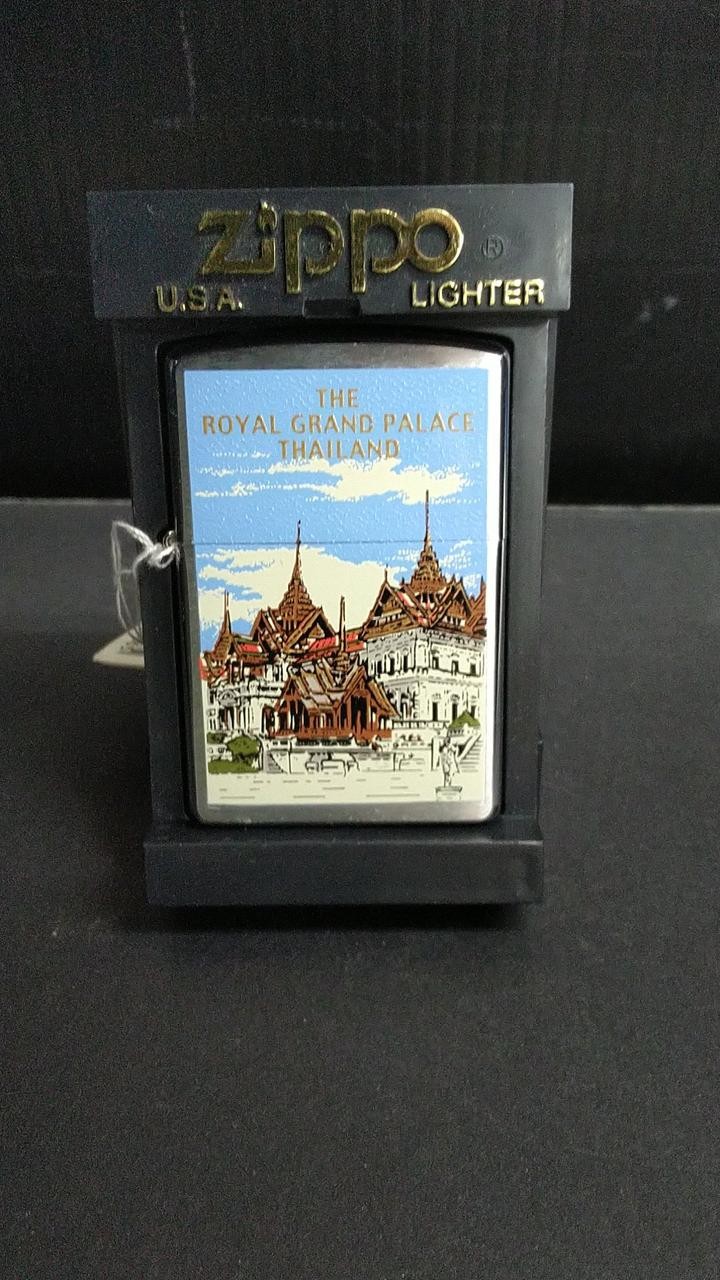 Zippo ®
U.S.A. LIGHTER
THE
ROYAL GRAND PALACE
THAILAND